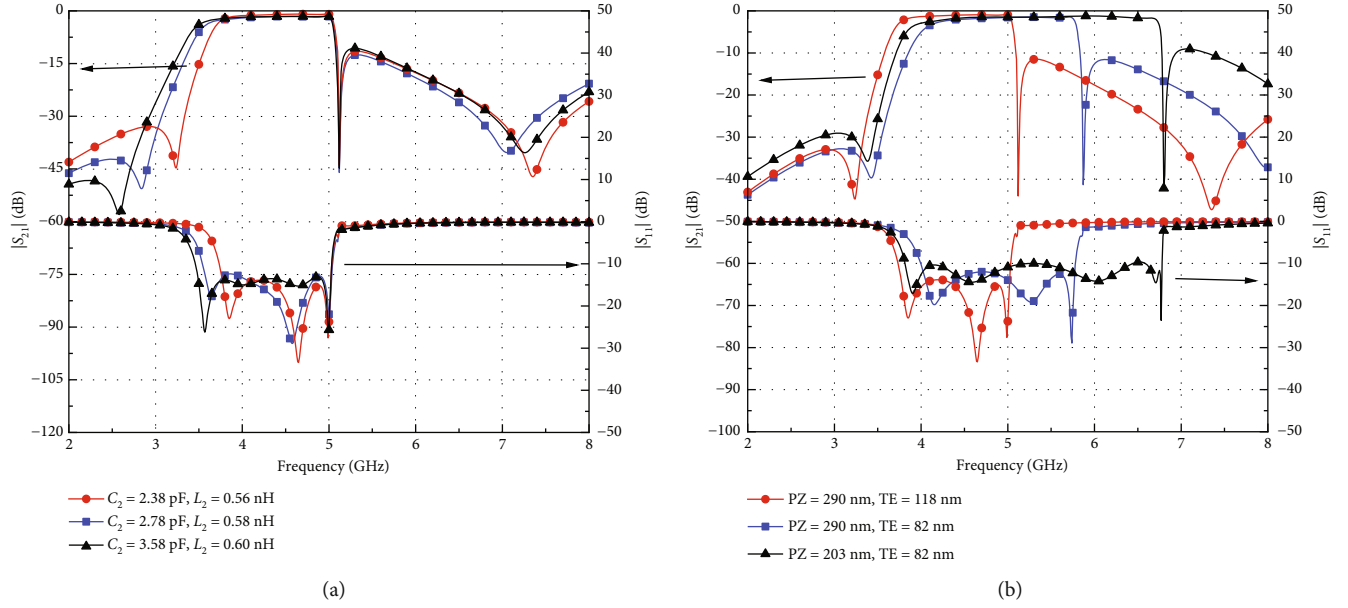 0
−15
−30
−45
−60
−75
−90
−105
−120
|S21| (dB)
50
40
30
20
10
0
−10
−20
−30
−40
−50
|S11| (dB)
2 3 4 5 6 7 8
Frequency (GHz)
C2 = 2.38 pF, L2 = 0.56 nH
C2 = 2.78 pF, L2 = 0.58 nH
C2 = 3.58 pF, L2 = 0.60 nH
(a)
0
−10
−20
−30
−40
−50
−60
−70
−80
−90
−100
|S21| (dB)
50
40
30
20
10
0
−10
−20
−30
−40
−50
|S11| (dB)
2 3 4 5 6 7 8
Frequency (GHz)
PZ = 290 nm, TE = 118 nm
PZ = 290 nm, TE = 82 nm
PZ = 203 nm, TE = 82 nm
(b)